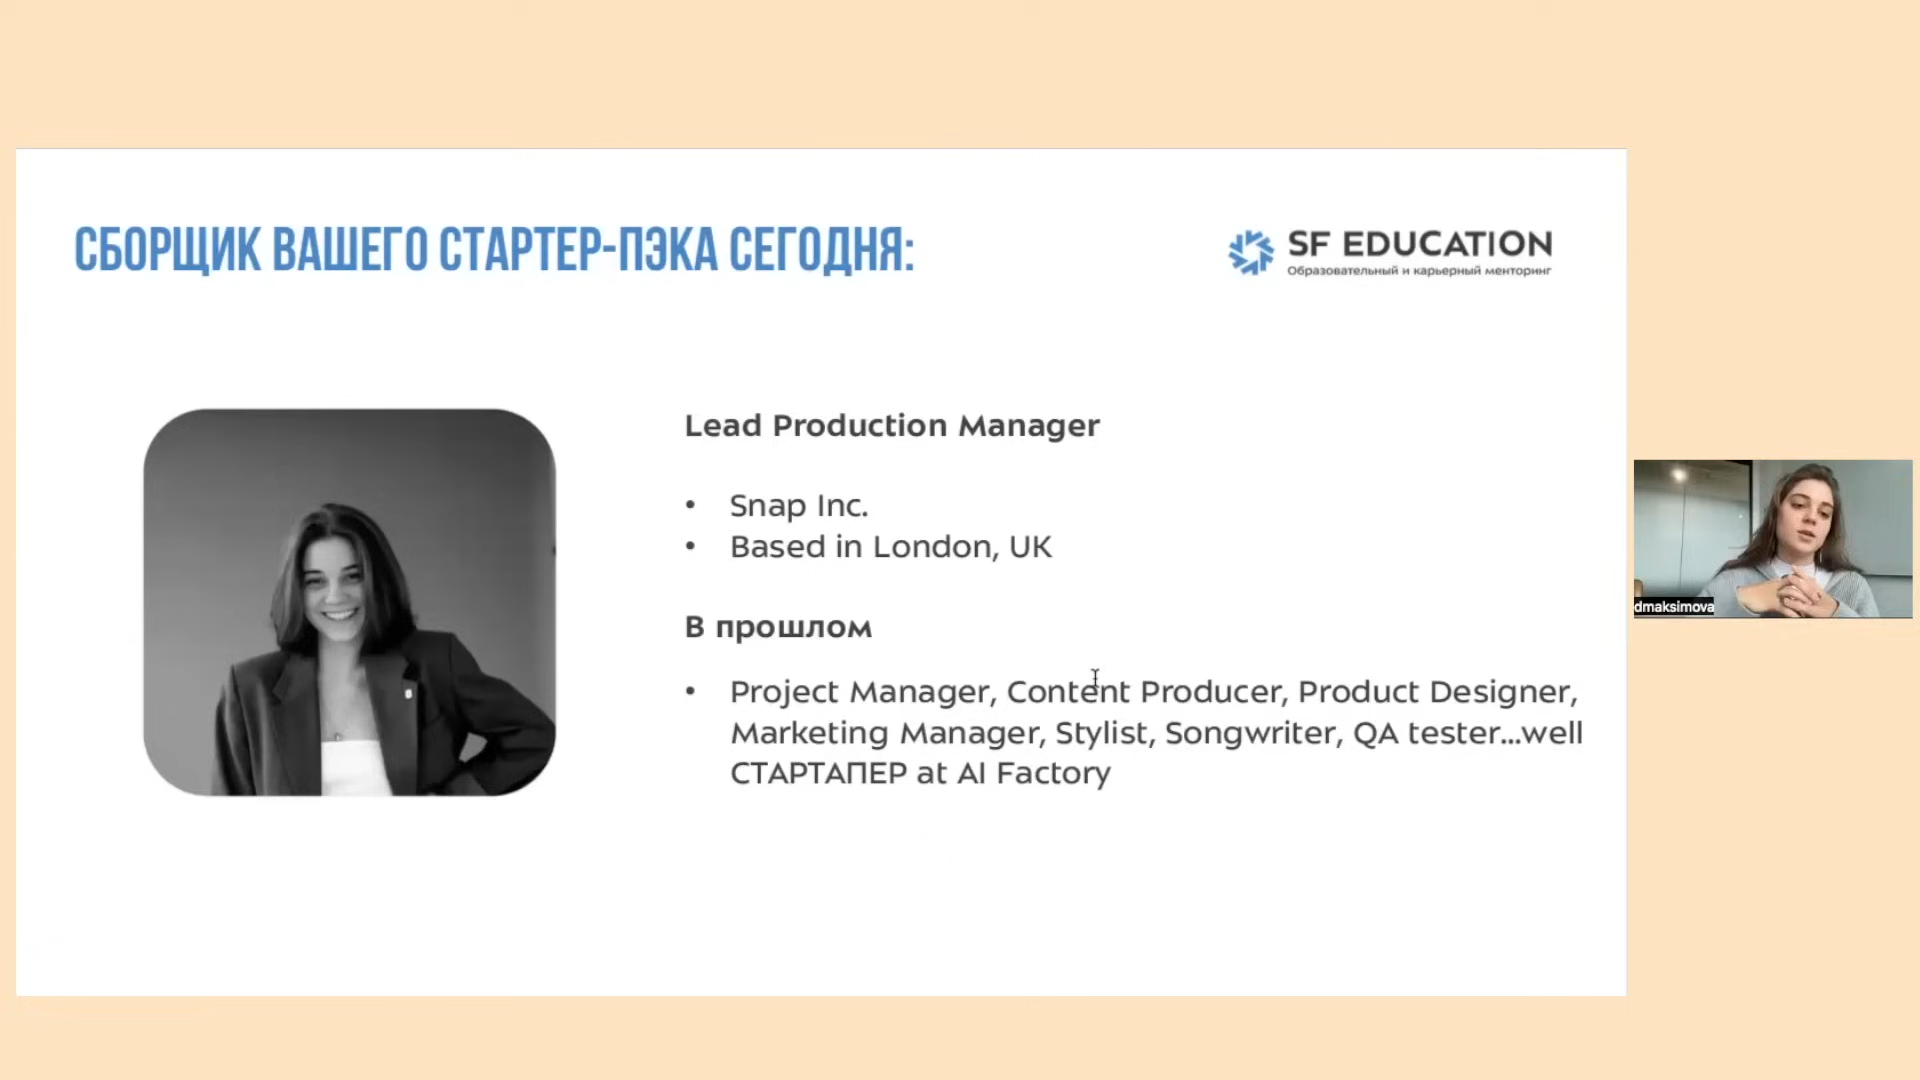 СБОРЩИК ВАШЕГО СТАРТЕР-ПЭКА СЕГОДНЯ:
SF EDUCATION
Образовательный и карьерный менторинг
Lead Production Manager
• Snap Inc.
• Based in London, UK
В прошлом
• Project Manager, Content Producer, Product Designer,
Marketing Manager, Stylist, Songwriter, QA tester...well
СТАРТАПЕР at AI Factory
dmaksimova